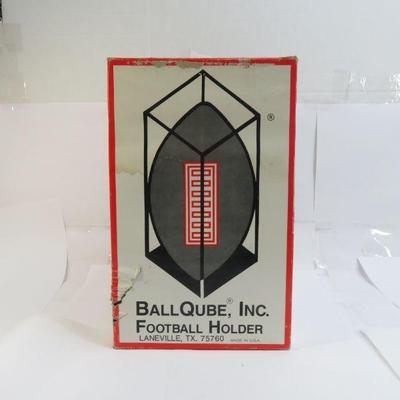 ®
BALLQUBE®, INC.
FOOTBALL HOLDER
LANEVILLE, TX. 75760 MADE IN U.S.A.